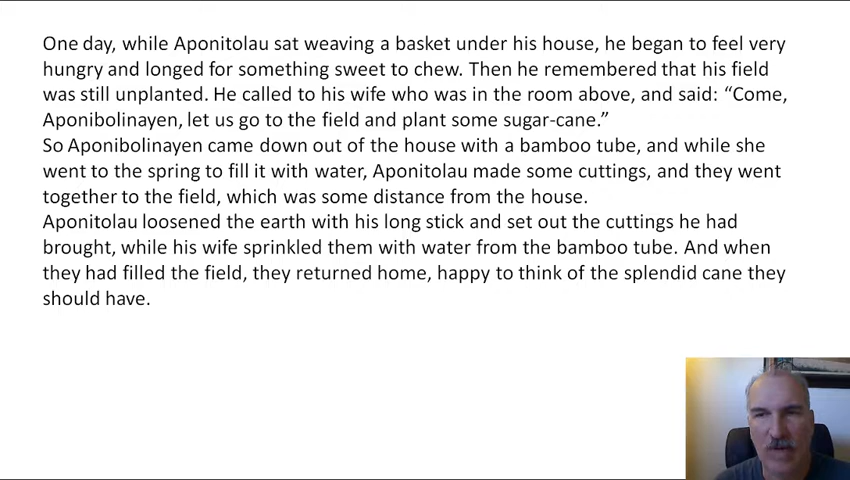 One day, while Aponitolau sat weaving a basket under his house, he began to feel very
hungry and longed for something sweet to chew. Then he remembered that his field
was still unplanted. He called to his wife who was in the room above, and said: “Come,
Aponibolinayen, let us go to the field and plant some sugar-cane.”
So Aponibolinayen came down out of the house with a bamboo tube, and while she
went to the spring to fill it with water, Aponitolau made some cuttings, and they went
together to the field, which was some distance from the house.
Aponitolau loosened the earth with his long stick and set out the cuttings he had
brought, while his wife sprinkled them with water from the bamboo tube. And when
they had filled the field, they returned home, happy to think of the splendid cane they
should have.